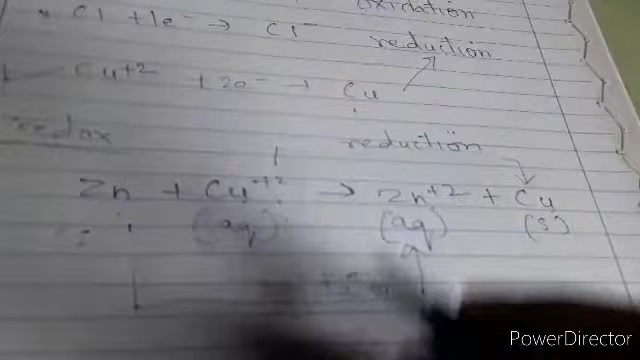 oxidation
Cl + 1e⁻ → Cl⁻
reduction
Cu+2 + 2e⁻ → Cu
redox
reduction
Zn + Cu+2 → Zn+2 + Cu
(aq) (aq) (s)
PowerDirector